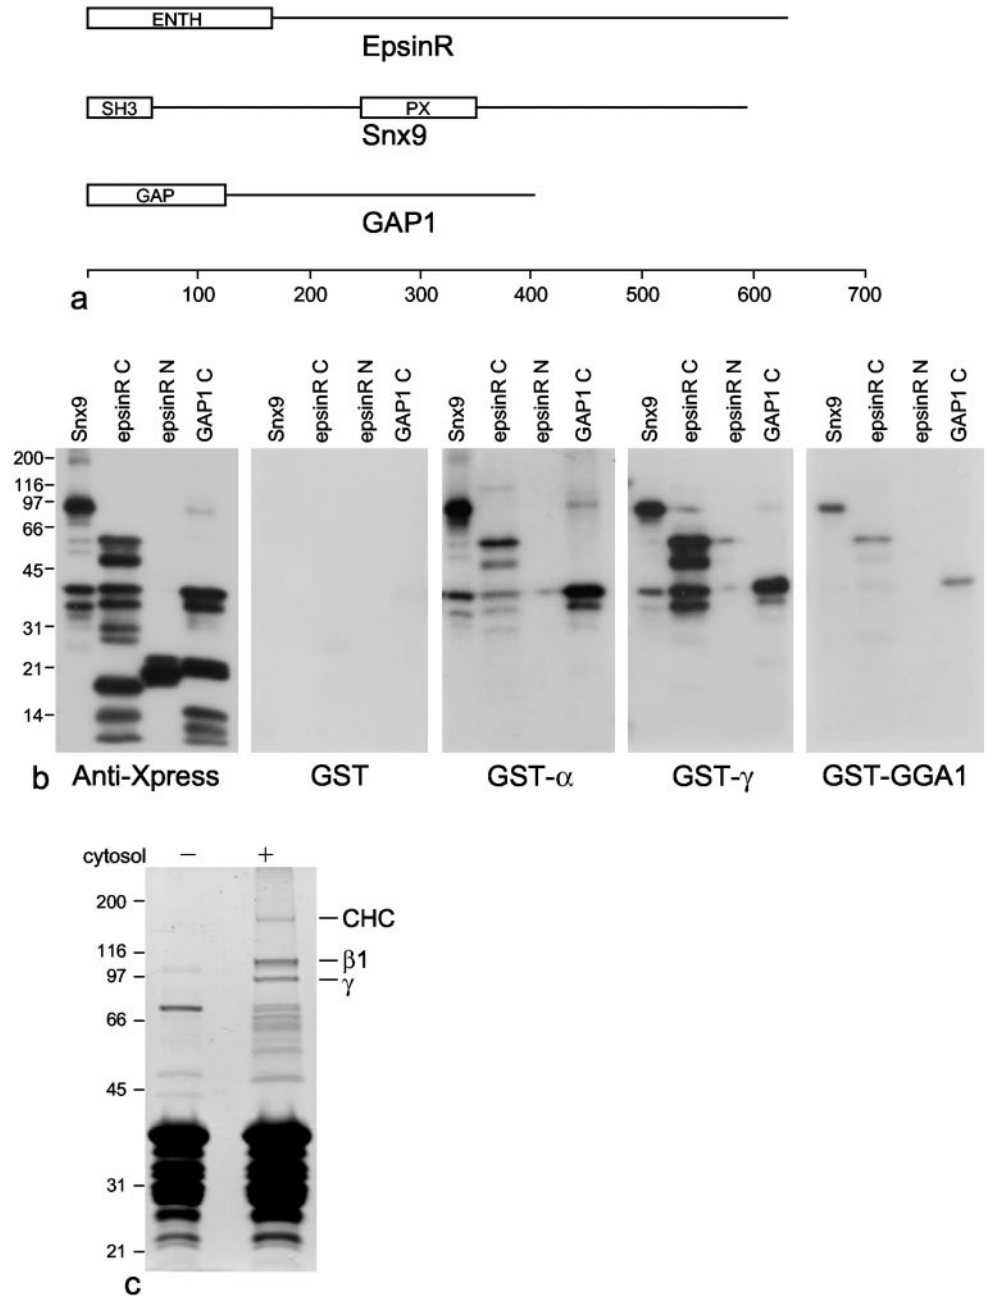 ENTH
EpsinR
SH3 PX
Snx9
GAP
GAP1
100 200 300 400 500 600 700
a
Snx9 epsinR C epsinR N GAP1 C Snx9 epsinR C epsinR N GAP1 C Snx9 epsinR C epsinR N GAP1 C Snx9 epsinR C epsinR N GAP1 C Snx9 epsinR C epsinR N GAP1 C
200–
116–
97–
66–
45–
31–
21–
14–
b Anti-Xpress GST GST-α GST-γ GST-GGA1
cytosol – +
200 –
CHC
116 –
β1
97 –
γ
66 –
45 –
31 –
21 –
c